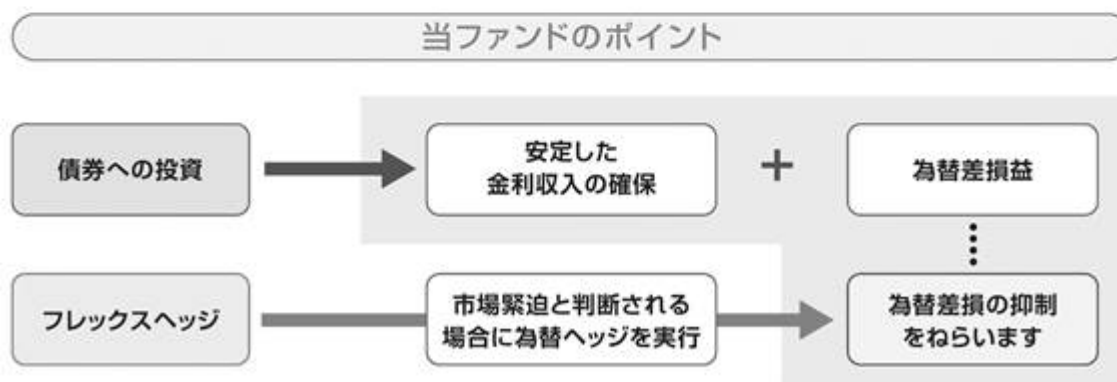 当ファンドのポイント
債券への投資
安定した
金利収入の確保
+
為替差損益
フレックスヘッジ
市場緊迫と判断される
場合に為替ヘッジを実行
為替差損の抑制
をねらいます